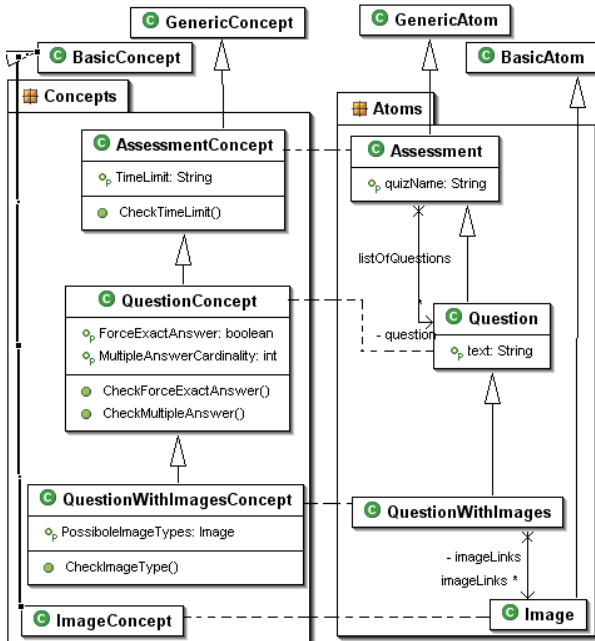 GenericConcept
GenericAtom
BasicConcept
BasicAtom
Concepts
Atoms
AssessmentConcept
TimeLimit: String
CheckTimeLimit()
Assessment
quizName: String
listOfQuestions
*
- question
QuestionConcept
ForceExactAnswer: boolean
MultipleAnswerCardinality: int
CheckForceExactAnswer()
CheckMultipleAnswer()
Question
text: String
QuestionWithImagesConcept
PossiboleImageTypes: Image
CheckImageType()
QuestionWithImages
- imageLinks
imageLinks *
ImageConcept
Image